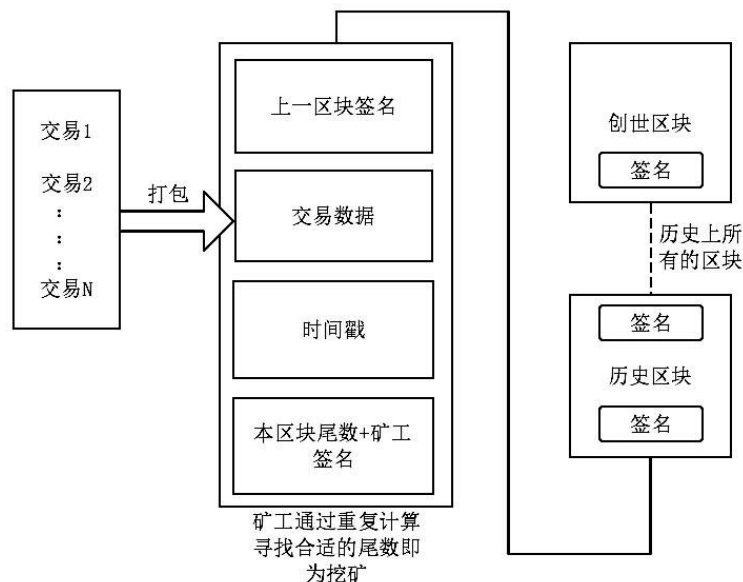 交易1
交易2
:
:
:
交易N
打包
上一区块签名
交易数据
时间戳
本区块尾数+矿工
签名
矿工通过重复计算
寻找合适的尾数即
为挖矿
创世区块
签名
历史上所
有的区块
签名
历史区块
签名